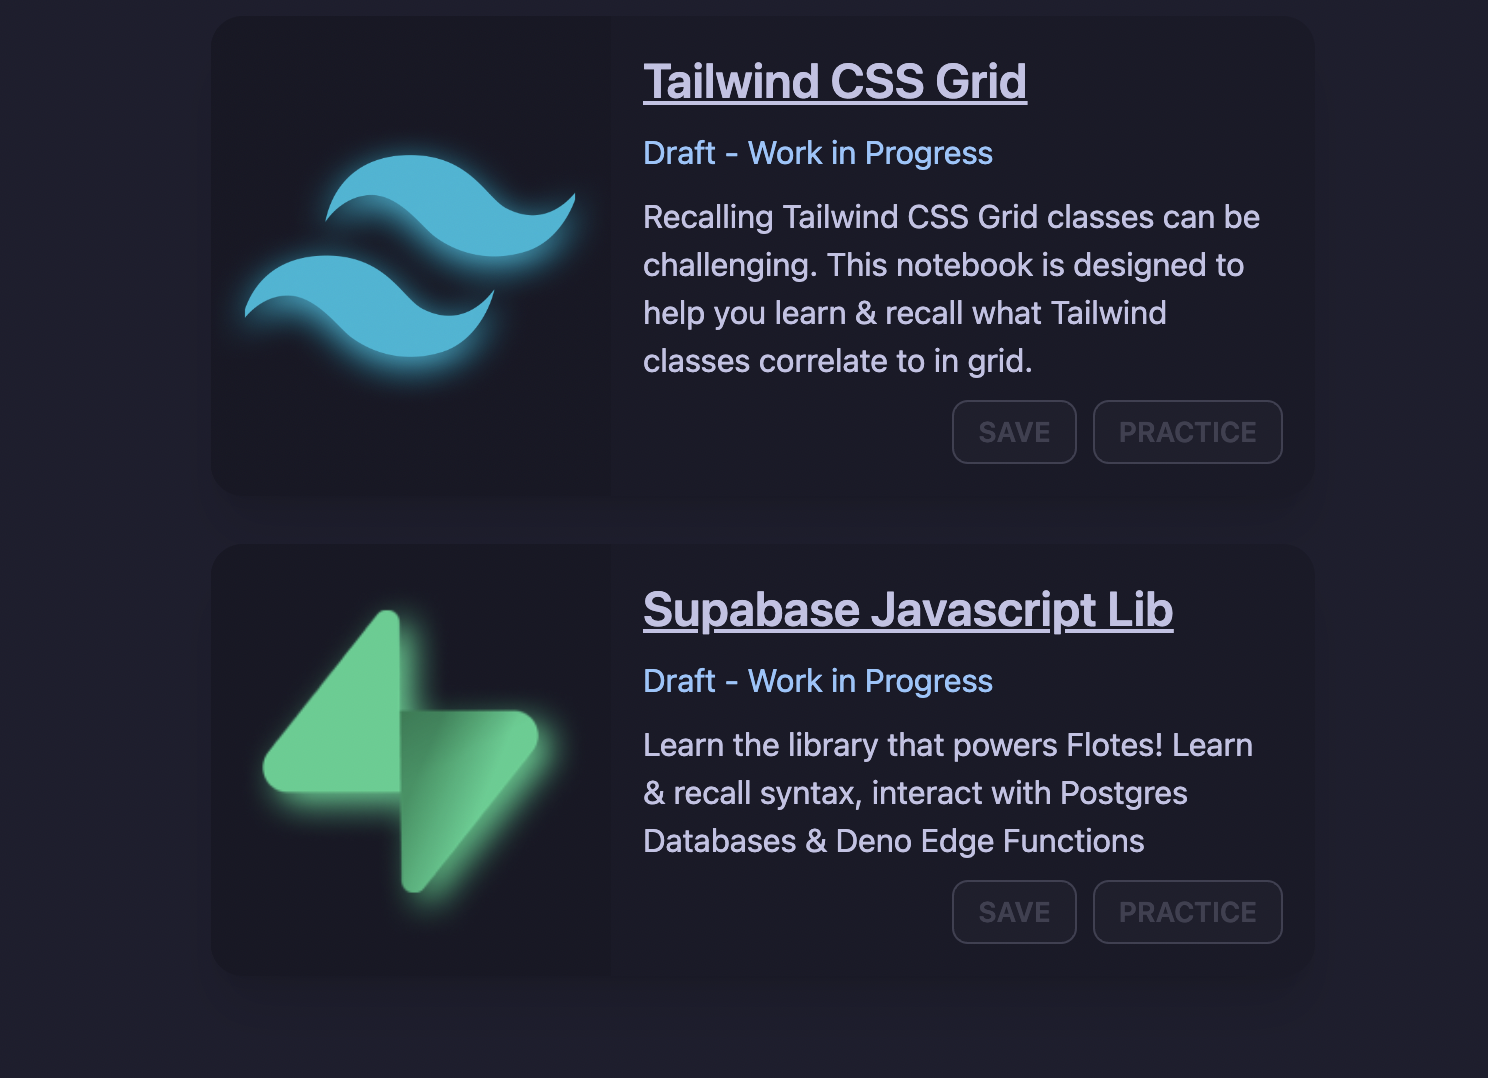 Tailwind CSS Grid
Draft - Work in Progress
Recalling Tailwind CSS Grid classes can be
challenging. This notebook is designed to
help you learn & recall what Tailwind
classes correlate to in grid.
SAVE PRACTICE
Supabase Javascript Lib
Draft - Work in Progress
Learn the library that powers Flotes! Learn
& recall syntax, interact with Postgres
Databases & Deno Edge Functions
SAVE PRACTICE